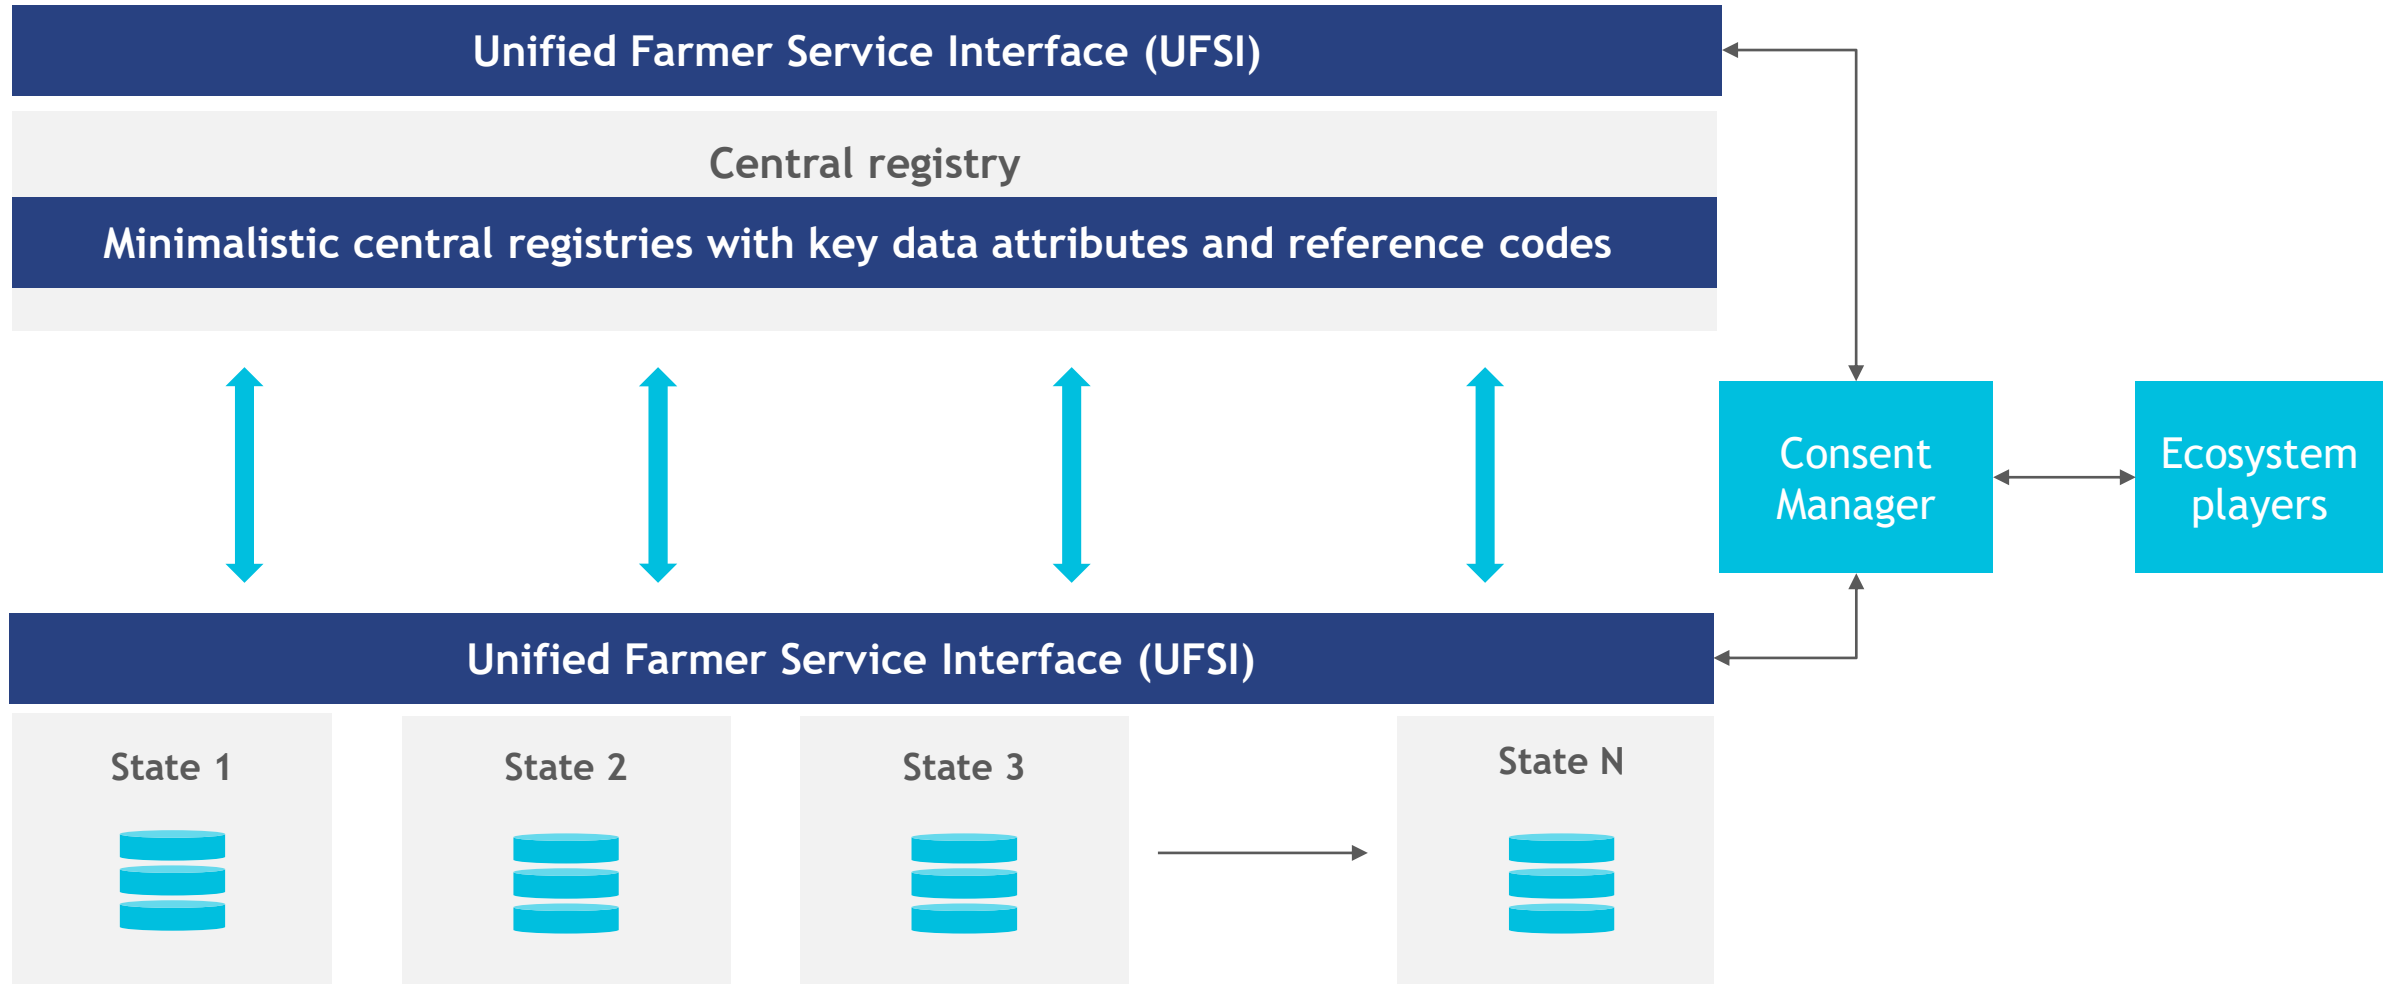 Unified Farmer Service Interface (UFSI)
Central registry
Minimalistic central registries with key data attributes and reference codes
Consent
Manager
Ecosystem
players
Unified Farmer Service Interface (UFSI)
State 1
State 2
State 3
State N